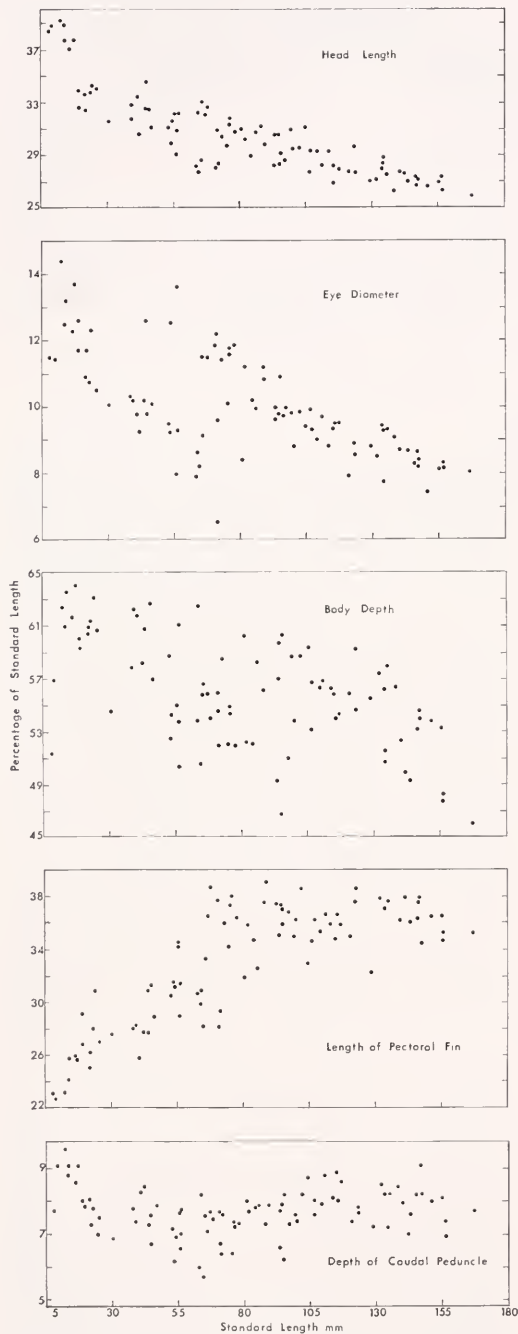 37
33
29
25
Head Length
14
12
10
8
6
Eye Diameter
65
61
57
53
49
45
Body Depth
Percentage of Standard Length
38
36
30
26
22
Length of Pectoral Fin
9
7
5
Depth of Caudal Peduncle
5 30 55 80 105 130 155 180
Standard Length mm